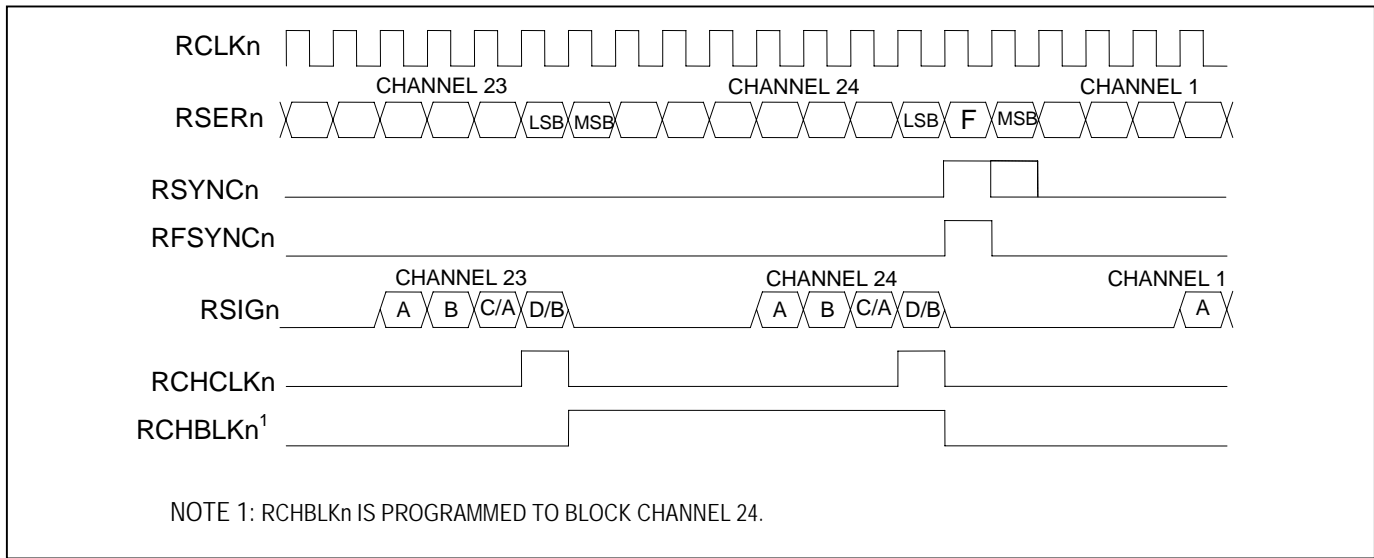 RCLKn
CHANNEL 23 CHANNEL 24 CHANNEL 1
RSERn LSB MSB LSB F MSB
RSYNCn
RFSYNCn
CHANNEL 23 CHANNEL 24 CHANNEL 1
RSIGn A B C/A D/B A B C/A D/B A
RCHCLKn
RCHBLKn¹
NOTE 1: RCHBLKn IS PROGRAMMED TO BLOCK CHANNEL 24.